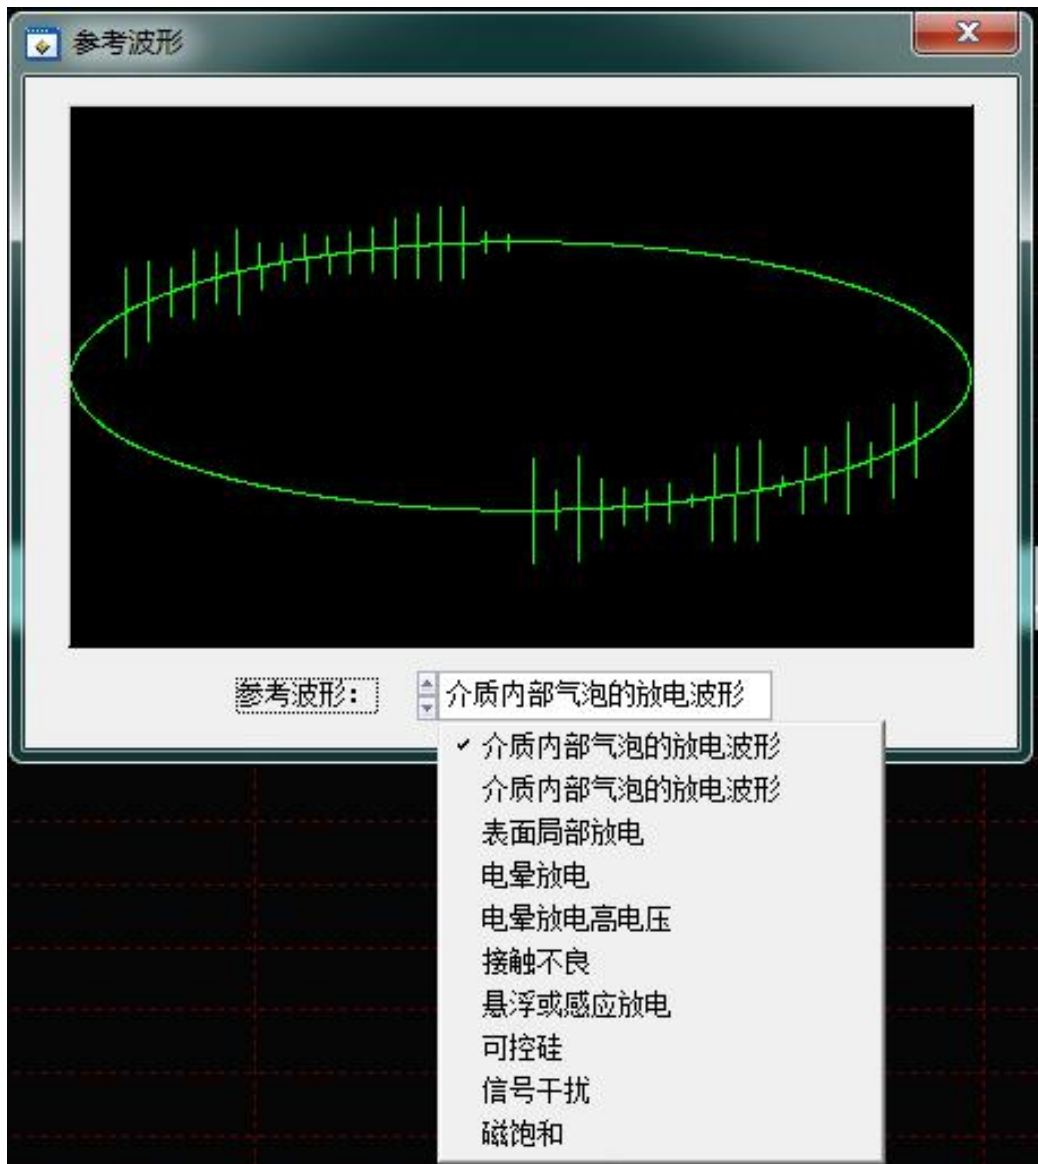 参考波形
参考波形： 介质内部气泡的放电波形
介质内部气泡的放电波形
介质内部气泡的放电波形
表面局部放电
电晕放电
电晕放电高电压
接触不良
悬浮或感应放电
可控硅
信号干扰
磁饱和